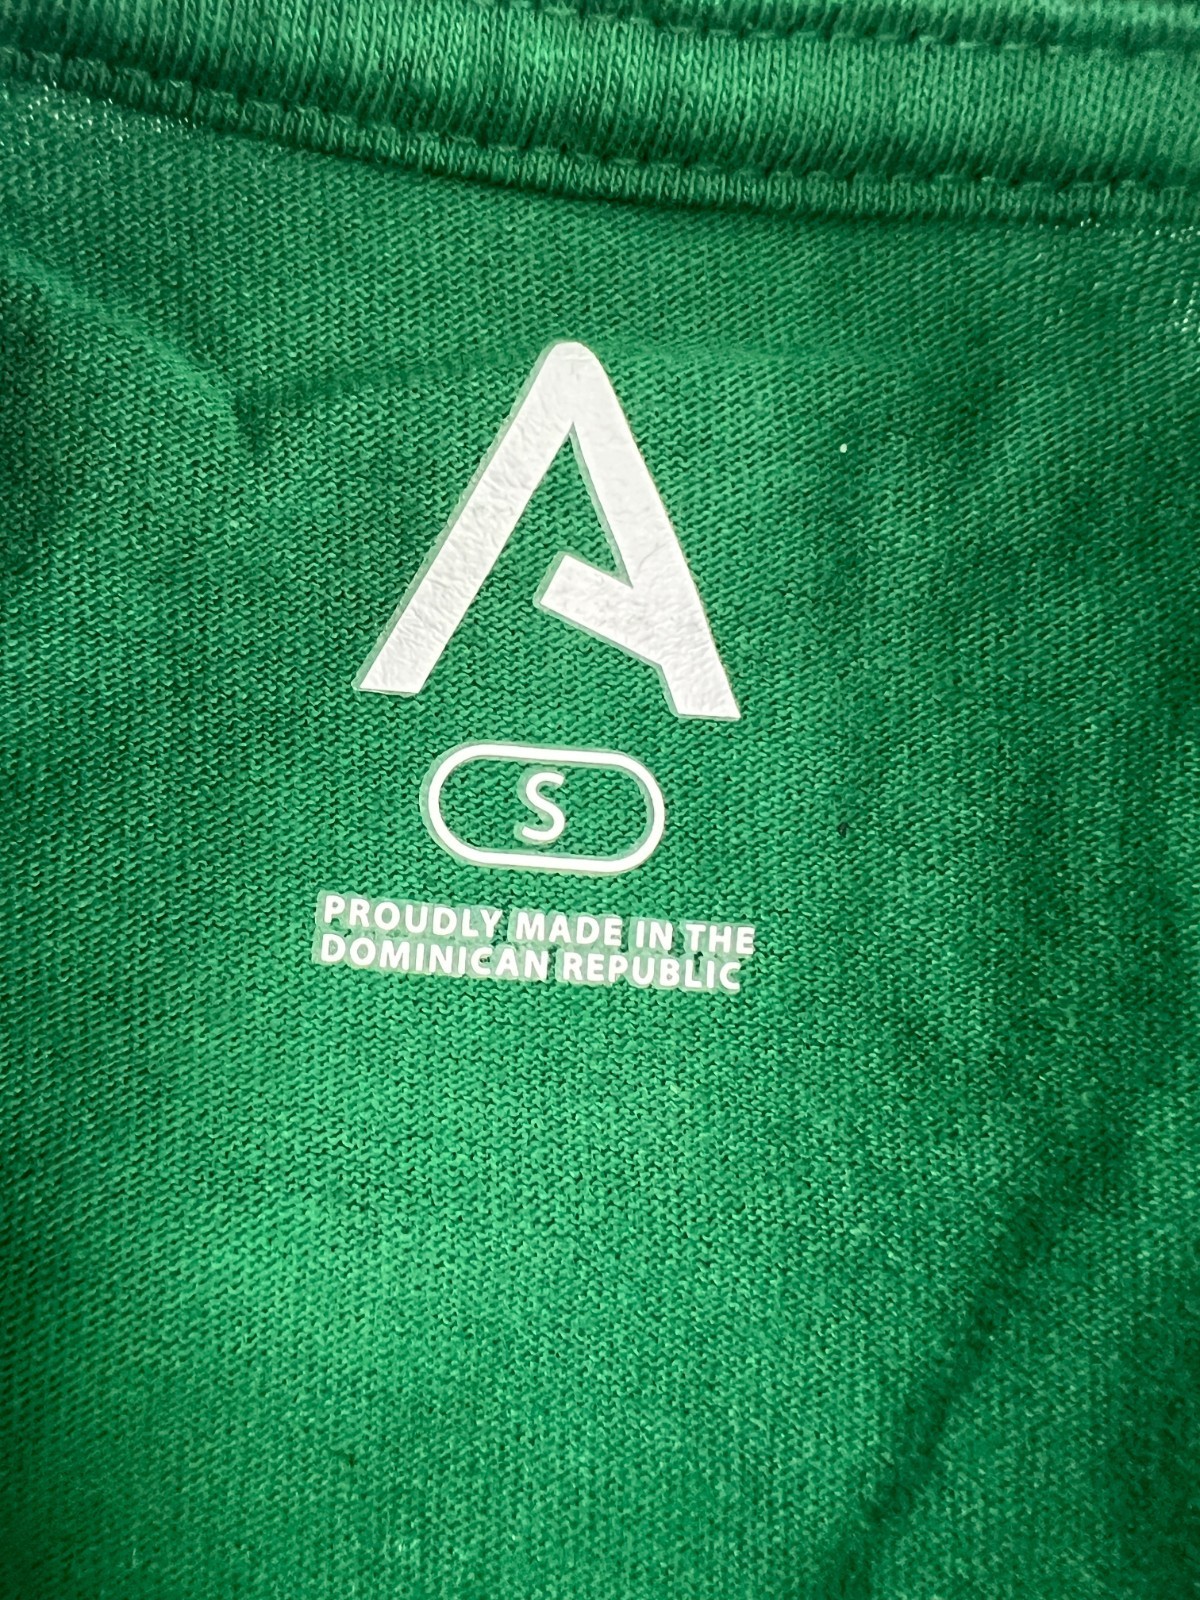 A
S
PROUDLY MADE IN THE
DOMINICAN REPUBLIC